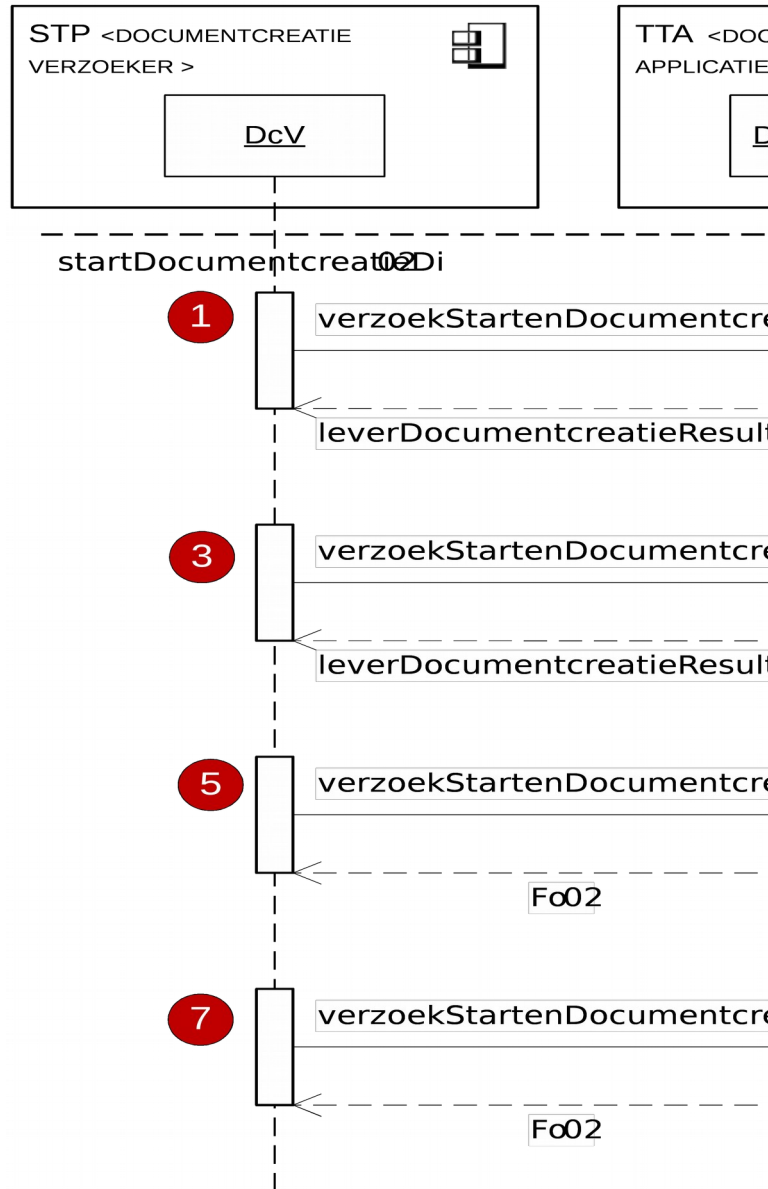 STP <DOCUMENTCREATIE
VERZOEKER >
DcV
TTA <DOC
APPLICATIE
D
startDocumentcreatieDi02
1
verzoekStartenDocumentcre
leverDocumentcreatieResult
3
verzoekStartenDocumentcre
leverDocumentcreatieResult
5
verzoekStartenDocumentcre
Fo02
7
verzoekStartenDocumentcre
Fo02